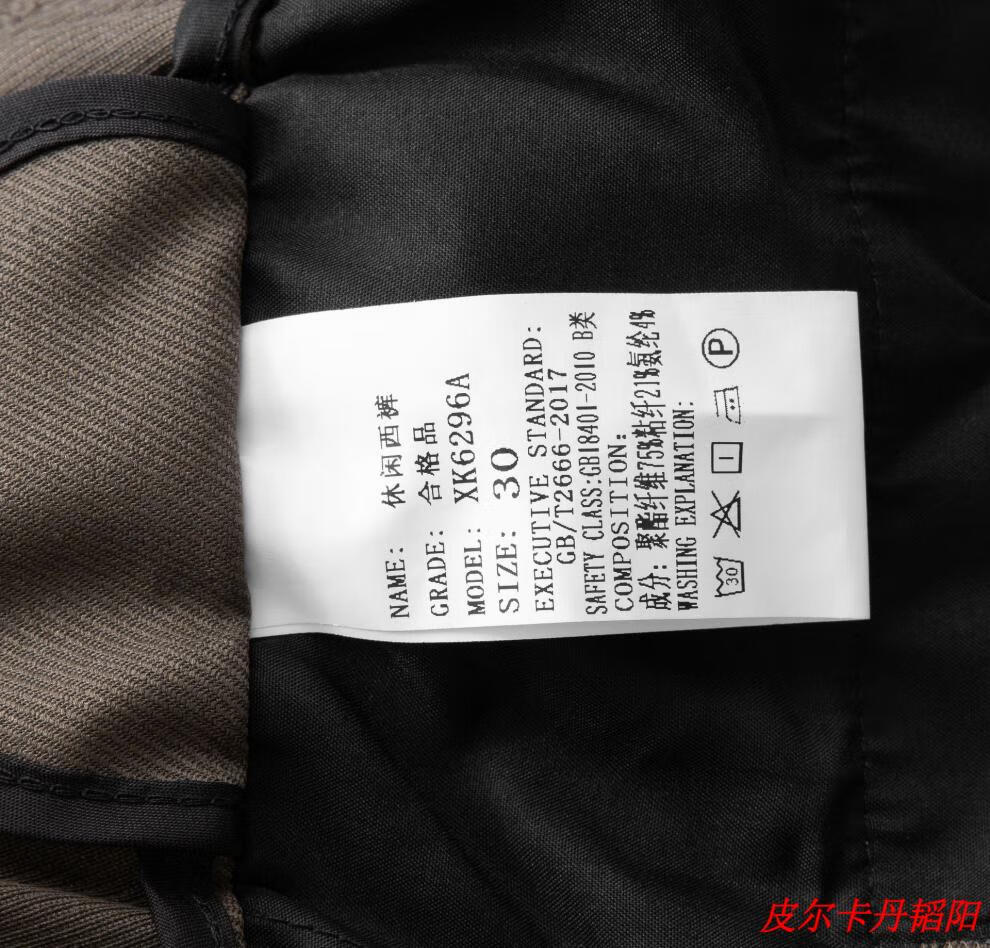 NAME: 休闲西裤
GRADE: 合格品
MODEL: XK6296A
SIZE: 30
EXECUTIVE STANDARD:
GB/T2666-2017
SAFETY CLASS:GB18401-2010 B类
COMPOSITION:
成分: 聚酯纤维75%粘纤21%氨纶4%
WASHING EXPLANATION:
30
P
皮尔卡丹韬阳